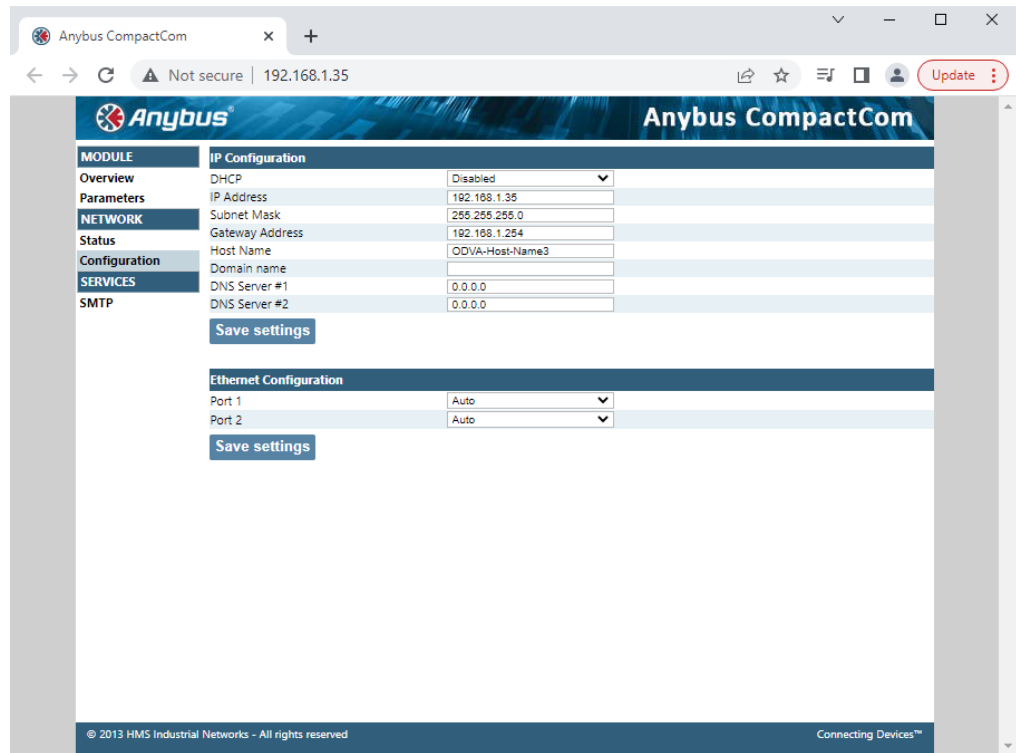 Anybus CompactCom
Not secure | 192.168.1.35
Update
Anybus®
Anybus CompactCom
MODULE
Overview
Parameters
NETWORK
Status
Configuration
SERVICES
SMTP
IP Configuration
DHCP Disabled
IP Address 192.168.1.35
Subnet Mask 255.255.255.0
Gateway Address 192.168.1.254
Host Name ODVA-Host-Name3
Domain name
DNS Server #1 0.0.0.0
DNS Server #2 0.0.0.0
Save settings
Ethernet Configuration
Port 1 Auto
Port 2 Auto
Save settings
© 2013 HMS Industrial Networks - All rights reserved
Connecting Devices™